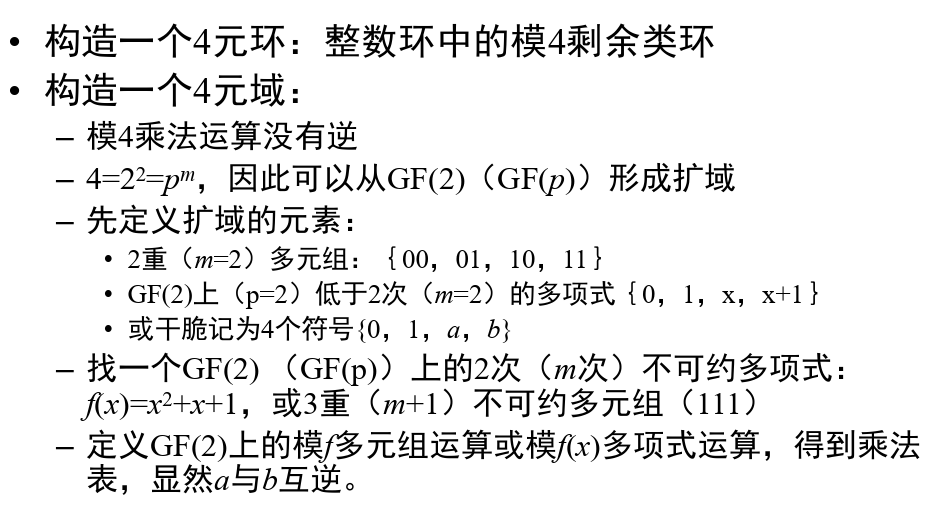 • 构造一个4元环：整数环中的模4剩余类环
• 构造一个4元域：
– 模4乘法运算没有逆
– 4=2²=pᵐ，因此可以从GF(2)（GF(p)）形成扩域
– 先定义扩域的元素：
• 2重（m=2）多元组：｛00，01，10，11｝
• GF(2)上（p=2）低于2次（m=2）的多项式｛0，1，x，x+1｝
• 或干脆记为4个符号{0，1，a，b}
– 找一个GF(2) （GF(p)）上的2次（m次）不可约多项式：
f(x)=x²+x+1，或3重（m+1）不可约多元组（111）
– 定义GF(2)上的模f多元组运算或模f(x)多项式运算，得到乘法
表，显然a与b互逆。